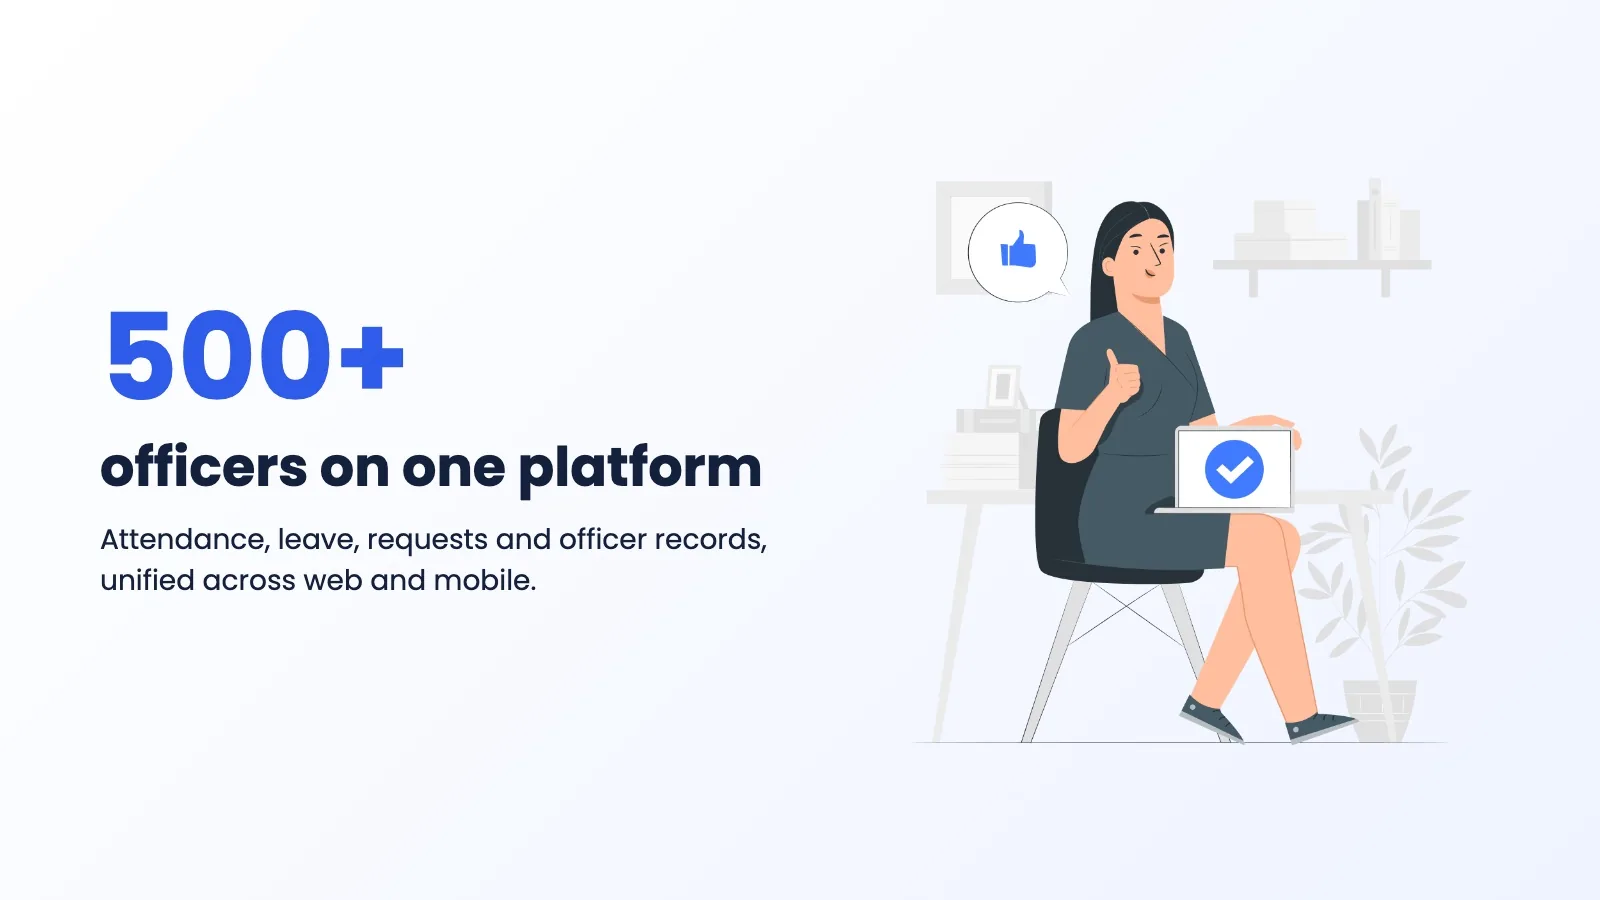 500+
officers on one platform
Attendance, leave, requests and officer records,
unified across web and mobile.